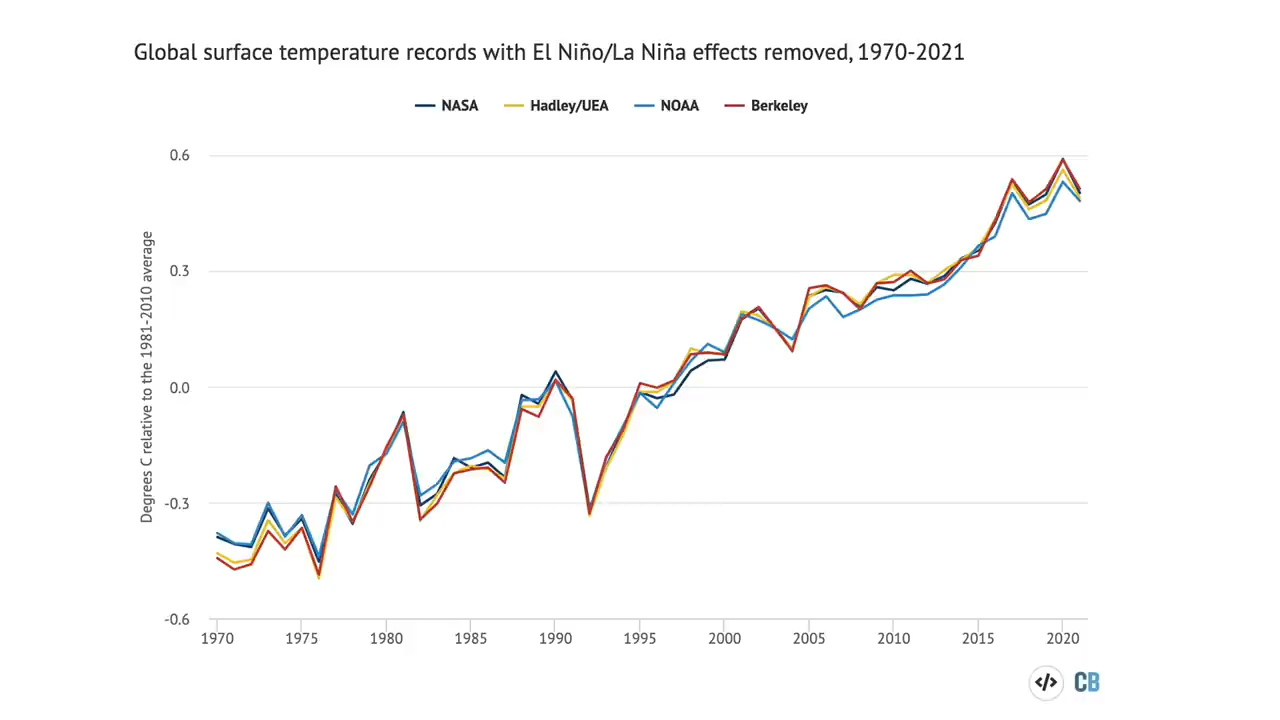 Global surface temperature records with El Niño/La Niña effects removed, 1970-2021
NASA Hadley/UEA NOAA Berkeley
Degrees C relative to the 1981-2010 average
0.6
0.3
0.0
-0.3
-0.6
1970 1975 1980 1985 1990 1995 2000 2005 2010 2015 2020
</> CB